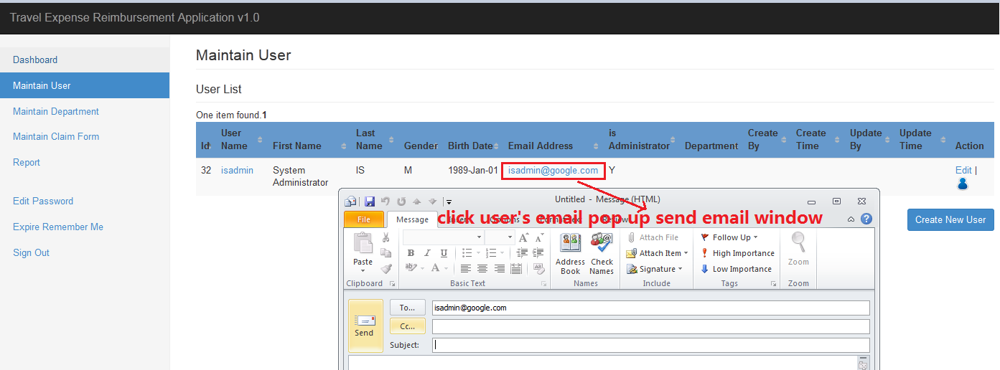 Travel Expense Reimbursement Application v1.0
Dashboard
Maintain User
Maintain Department
Maintain Claim Form
Report
Edit Password
Expire Remember Me
Sign Out
Maintain User
User List
One item found.1
Id User Name First Name Last Name Gender Birth Date Email Address is Administrator Department Create By Create Time Update By Update Time Action
32 isadmin System Administrator IS M 1989-Jan-01 isadmin@google.com Y Edit |
Create New User
Untitled - Message (HTML)
click user's email pop up send email window
File Message Insert Options Format Text Review
Paste
Clipboard
B I U
Basic Text
Address Book
Check Names
Names
Attach File
Attach Item
Signature
Include
Follow Up
High Importance
Low Importance
Tags
Zoom
Zoom
Send
To... isadmin@google.com
Cc...
Subject: